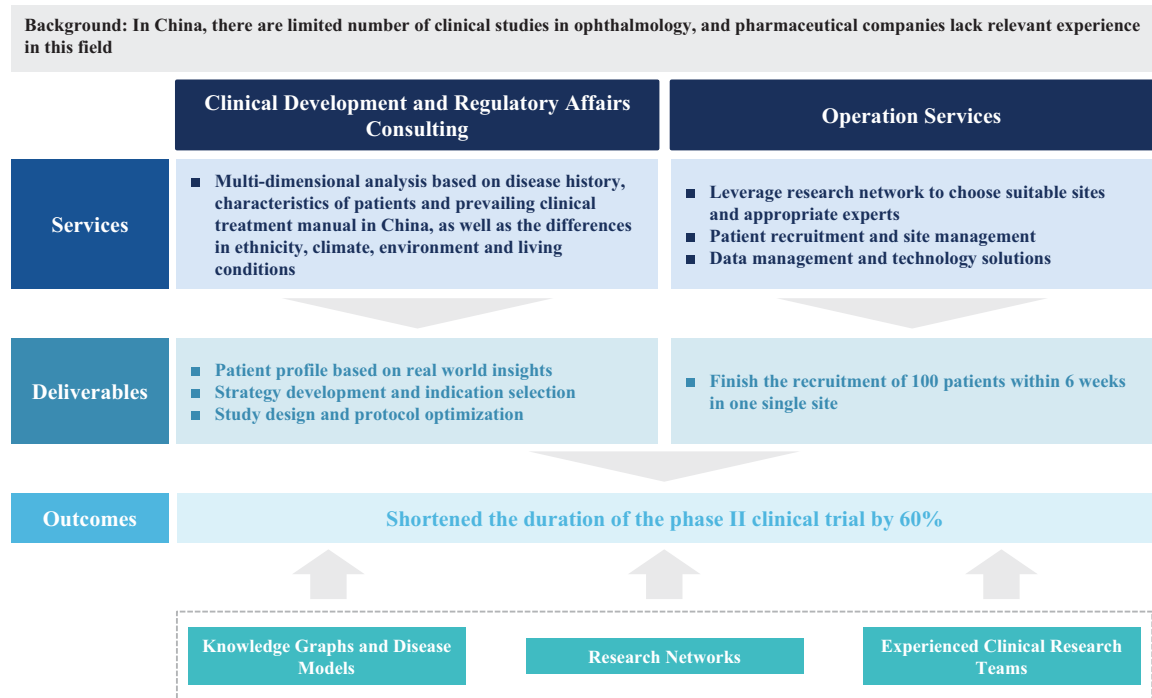 Background: In China, there are limited number of clinical studies in ophthalmology, and pharmaceutical companies lack relevant experience
in this field
Clinical Development and Regulatory Affairs
Consulting
Operation Services
Services
■ Multi-dimensional analysis based on disease history,
characteristics of patients and prevailing clinical
treatment manual in China, as well as the differences
in ethnicity, climate, environment and living
conditions
■ Leverage research network to choose suitable sites
and appropriate experts
■ Patient recruitment and site management
■ Data management and technology solutions
Deliverables
■ Patient profile based on real world insights
■ Strategy development and indication selection
■ Study design and protocol optimization
■ Finish the recruitment of 100 patients within 6 weeks
in one single site
Outcomes
Shortened the duration of the phase II clinical trial by 60%
Knowledge Graphs and Disease
Models
Research Networks
Experienced Clinical Research
Teams